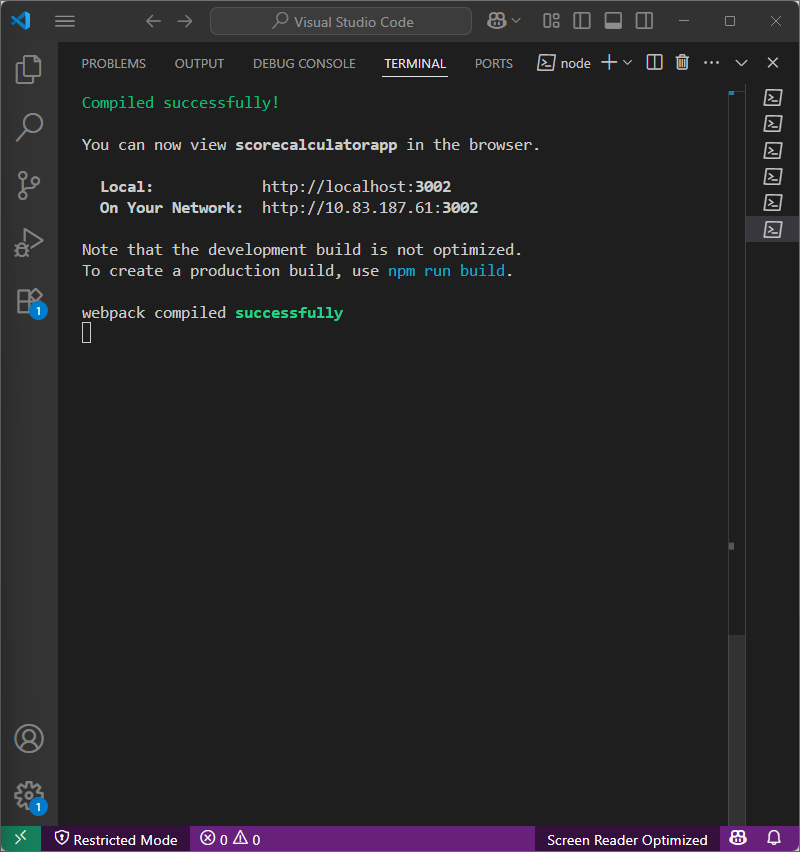 Visual Studio Code
PROBLEMS OUTPUT DEBUG CONSOLE TERMINAL PORTS node
Compiled successfully!
You can now view scorecalculatorapp in the browser.
Local: http://localhost:3002
On Your Network: http://10.83.187.61:3002
Note that the development build is not optimized.
To create a production build, use npm run build.
webpack compiled successfully
1
1
Restricted Mode 0 0 Screen Reader Optimized